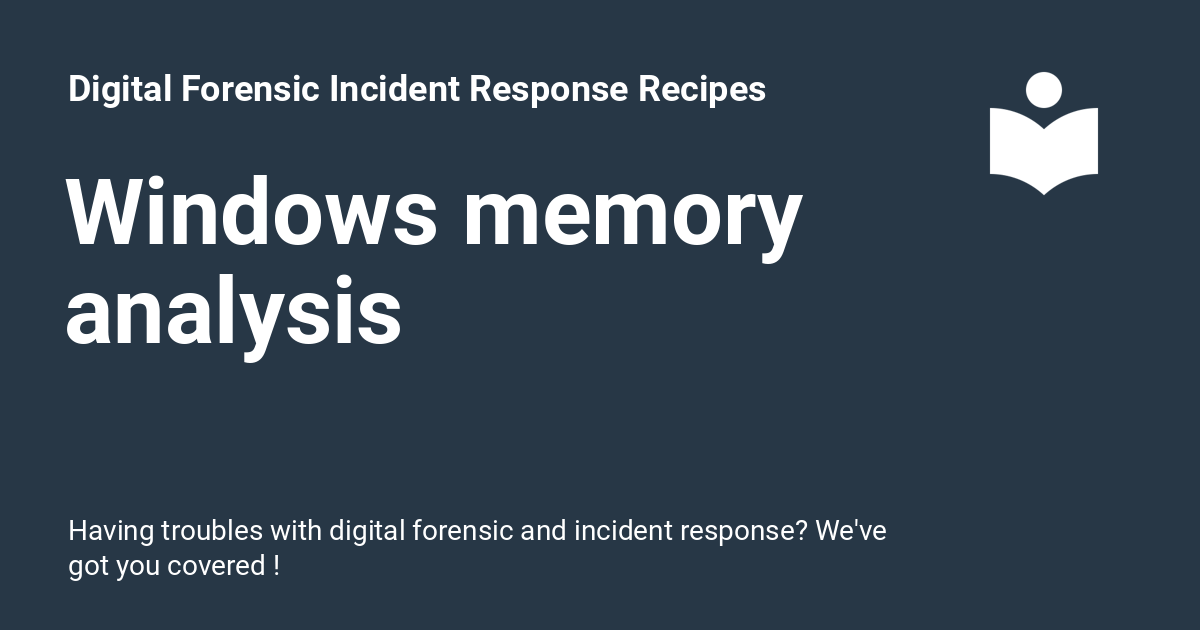 Digital Forensic Incident Response Recipes
Windows memory
analysis
Having troubles with digital forensic and incident response? We've
got you covered !